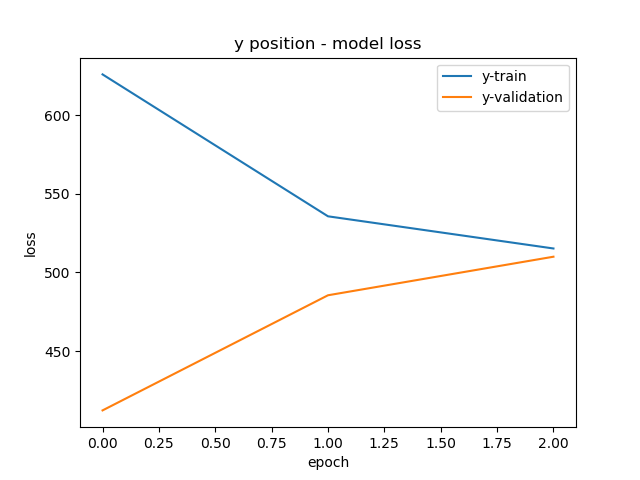 y position - model loss
y-train
y-validation
600
550
500
450
loss
0.00 0.25 0.50 0.75 1.00 1.25 1.50 1.75 2.00
epoch